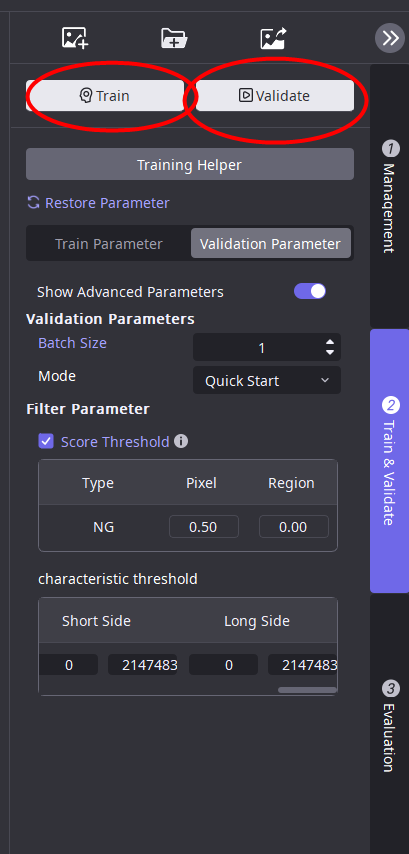 Train
Validate
Training Helper
Restore Parameter
Train Parameter
Validation Parameter
Show Advanced Parameters
Validation Parameters
Batch Size
1
Mode
Quick Start
Filter Parameter
Score Threshold
Type Pixel Region
NG 0.50 0.00
characteristic threshold
Short Side Long Side
0 2147483 0 2147483
1 Management
2 Train & Validate
3 Evaluation